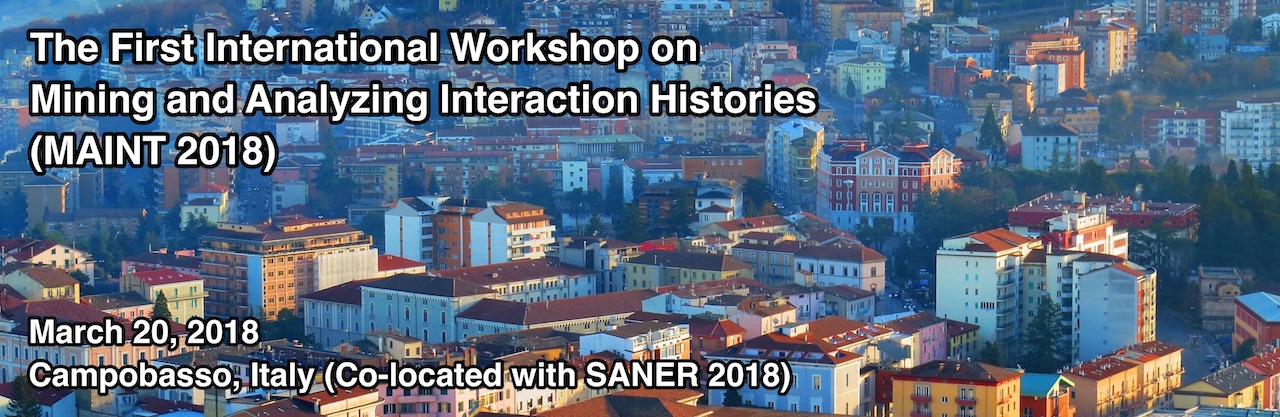 The First International Workshop on
Mining and Analyzing Interaction Histories
(MAINT 2018)
March 20, 2018
Campobasso, Italy (Co-located with SANER 2018)